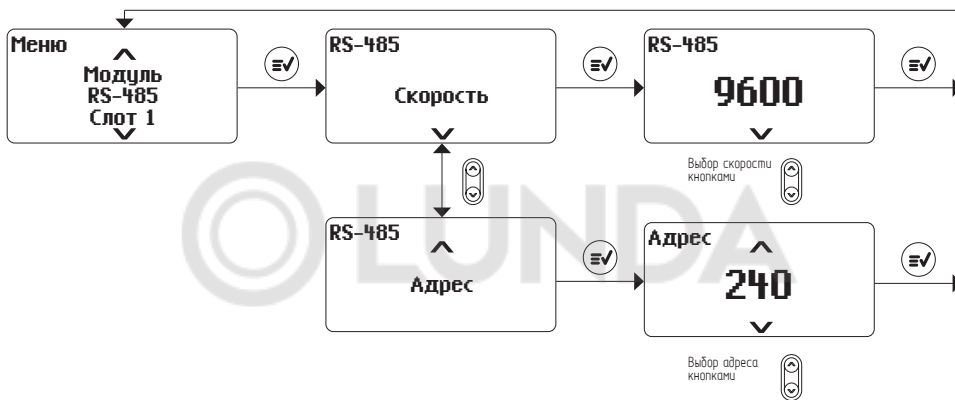 Меню
Модуль
RS-485
Слот 1
RS-485
Скорость
RS-485
9600
Выбор скорости
кнопками
RS-485
Адрес
Адрес
240
Выбор адреса
кнопками
LUNDA